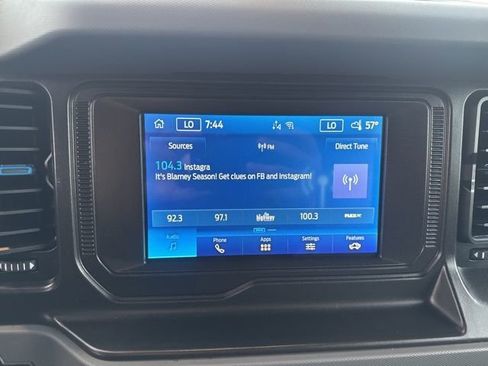 LO 7:44 LO 57°
Sources FM Direct Tune
104.3 Instagra
It's Blarney Season! Get clues on FB and Instagram!
92.3 97.1 100.3
Audio Phone Apps Settings Features